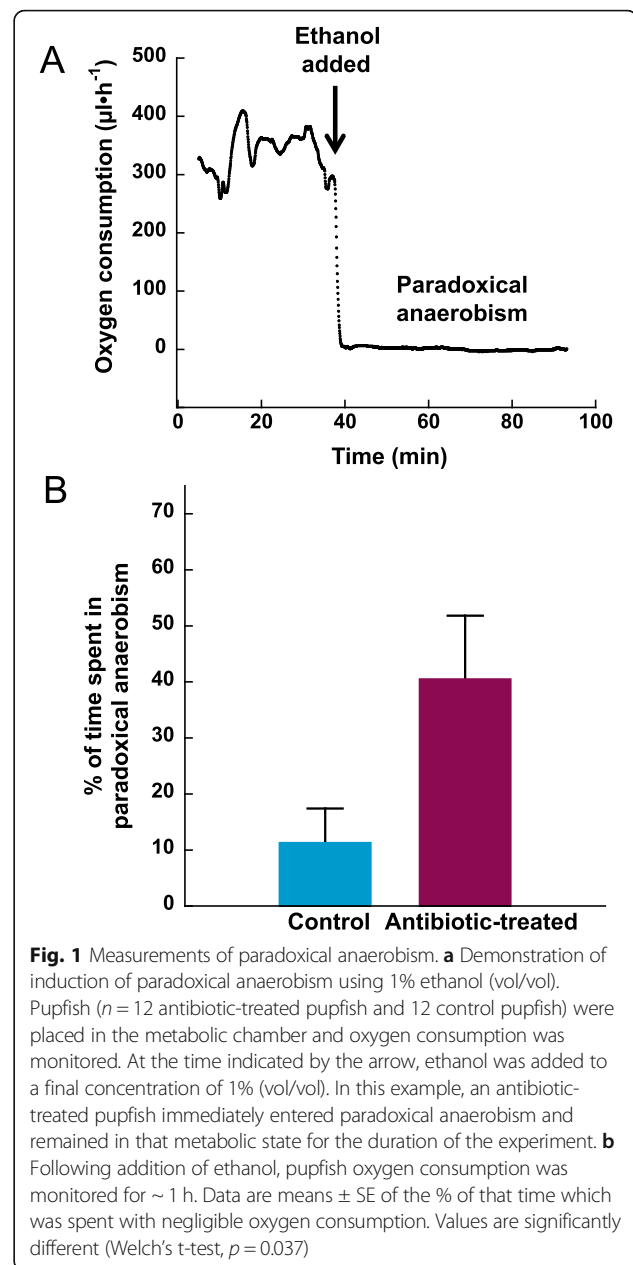 A
Ethanol
added
Oxygen consumption (µl•h⁻¹)
500
400
300
200
100
0
Paradoxical
anaerobism
0 20 40 60 80 100
Time (min)
B
% of time spent in
paradoxical anaerobism
70
60
50
40
30
20
10
0
Control Antibiotic-treated
Fig. 1 Measurements of paradoxical anaerobism. a Demonstration of
induction of paradoxical anaerobism using 1% ethanol (vol/vol).
Pupfish (n = 12 antibiotic-treated pupfish and 12 control pupfish) were
placed in the metabolic chamber and oxygen consumption was
monitored. At the time indicated by the arrow, ethanol was added to
a final concentration of 1% (vol/vol). In this example, an antibiotic-
treated pupfish immediately entered paradoxical anaerobism and
remained in that metabolic state for the duration of the experiment. b
Following addition of ethanol, pupfish oxygen consumption was
monitored for ~ 1 h. Data are means ± SE of the % of that time which
was spent with negligible oxygen consumption. Values are significantly
different (Welch's t-test, p = 0.037)